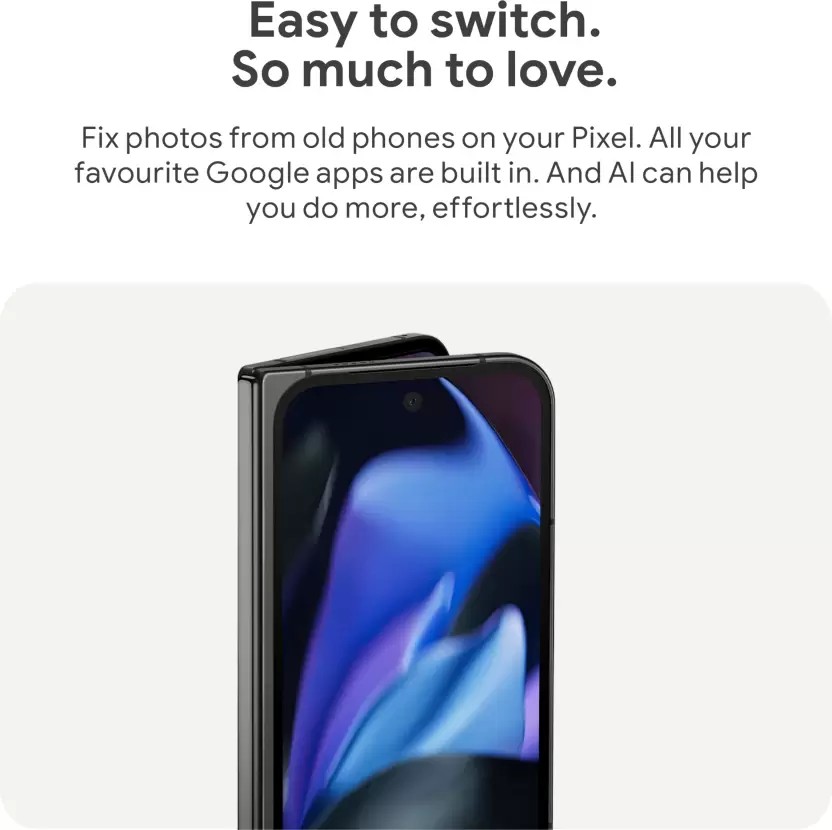 Easy to switch.
So much to love.
Fix photos from old phones on your Pixel. All your
favourite Google apps are built in. And AI can help
you do more, effortlessly.